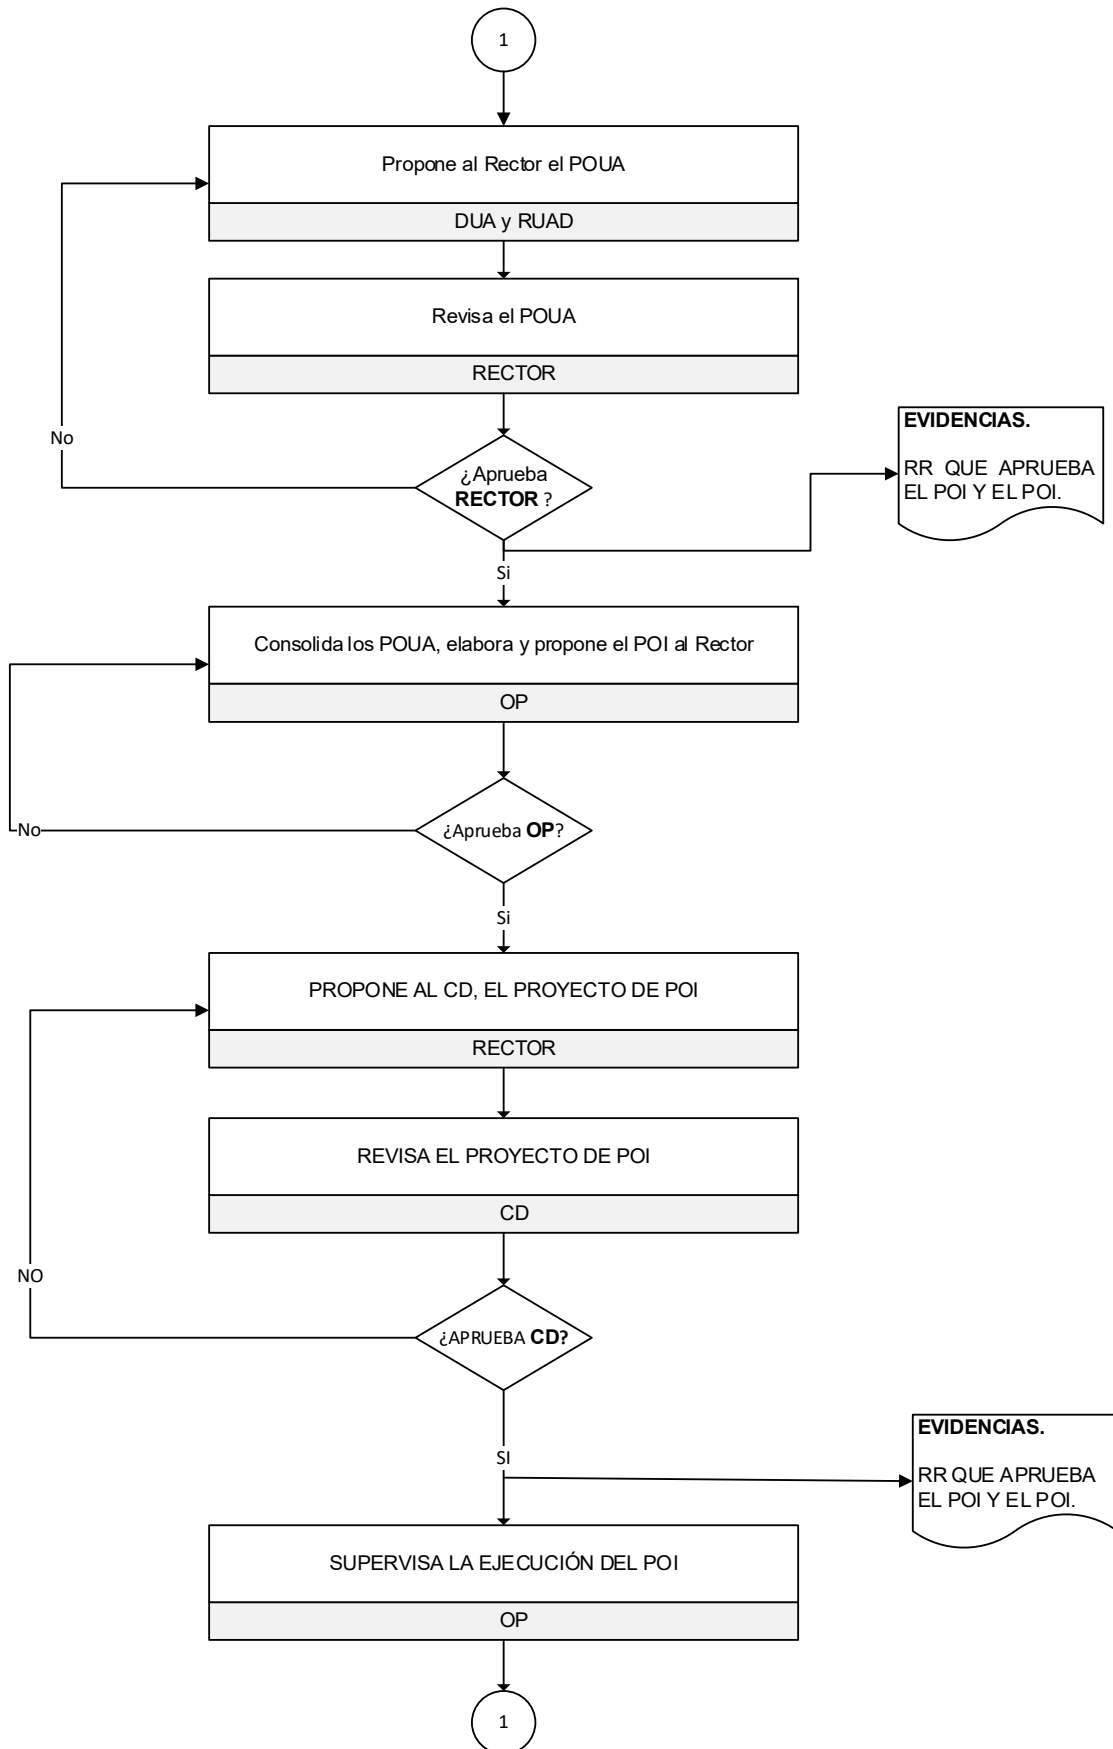 1
Propone al Rector el POUA
DUA y RUAD
Revisa el POUA
RECTOR
No
¿Aprueba
RECTOR ?
EVIDENCIAS.
RR QUE APRUEBA
EL POI Y EL POI.
Si
Consolida los POUA, elabora y propone el POI al Rector
OP
No
¿Aprueba OP?
Si
PROPONE AL CD, EL PROYECTO DE POI
RECTOR
REVISA EL PROYECTO DE POI
CD
NO
¿APRUEBA CD?
SI
EVIDENCIAS.
RR QUE APRUEBA
EL POI Y EL POI.
SUPERVISA LA EJECUCIÓN DEL POI
OP
1